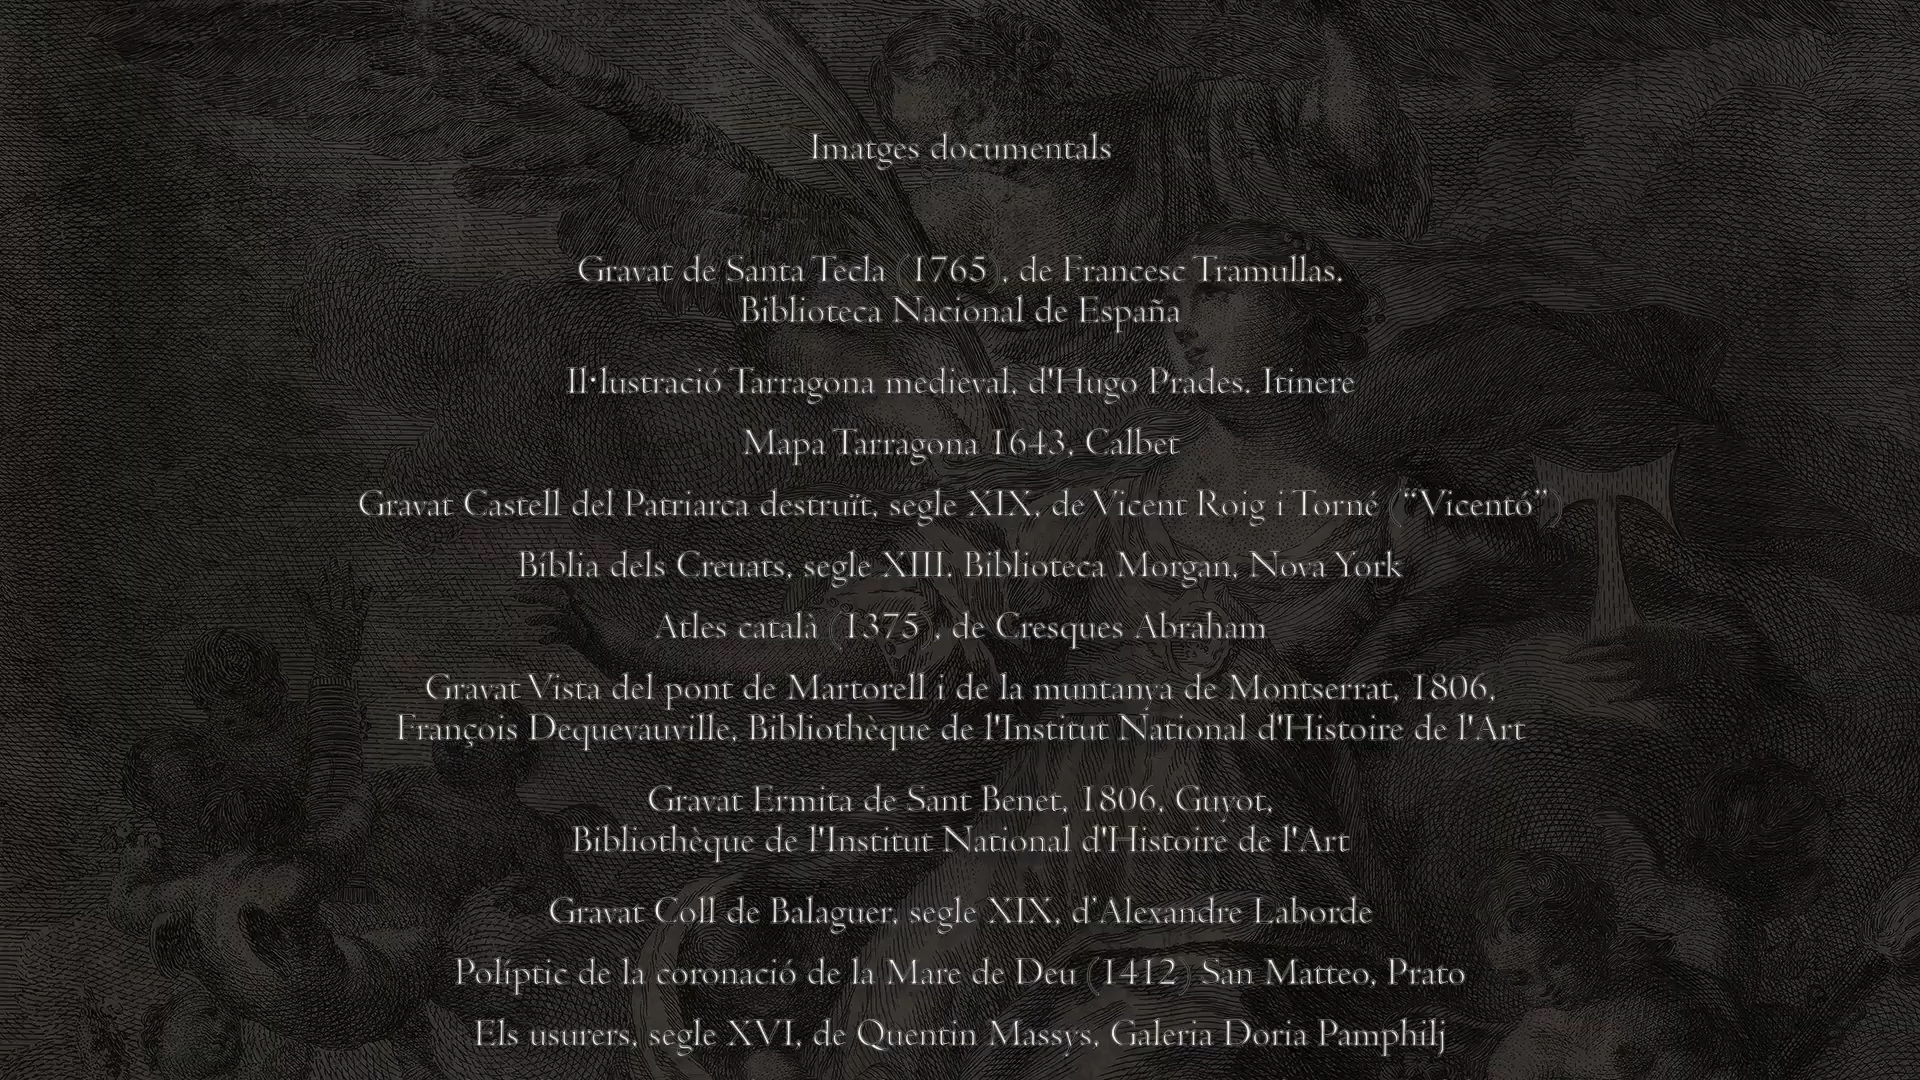 Imatges documentals
Gravat de Santa Tecla (1765), de Francesc Tramullas.
Biblioteca Nacional de España
Il·lustració Tarragona medieval, d'Hugo Prades. Itinere
Mapa Tarragona 1643, Calbet
Gravat Castell del Patriarca destruït, segle XIX, de Vicent Roig i Torné (“Vicentó”)
Bíblia dels Creuats, segle XIII, Biblioteca Morgan, Nova York
Atles català (1375), de Cresques Abraham
Gravat Vista del pont de Martorell i de la muntanya de Montserrat, 1806,
François Dequevauville, Bibliothèque de l'Institut National d'Histoire de l'Art
Gravat Ermita de Sant Benet, 1806, Guyot,
Bibliothèque de l'Institut National d'Histoire de l'Art
Gravat Coll de Balaguer, segle XIX, d’Alexandre Laborde
Políptic de la coronació de la Mare de Deu (1412) San Matteo, Prato
Els usurers, segle XVI, de Quentin Massys, Galeria Doria Pamphilj